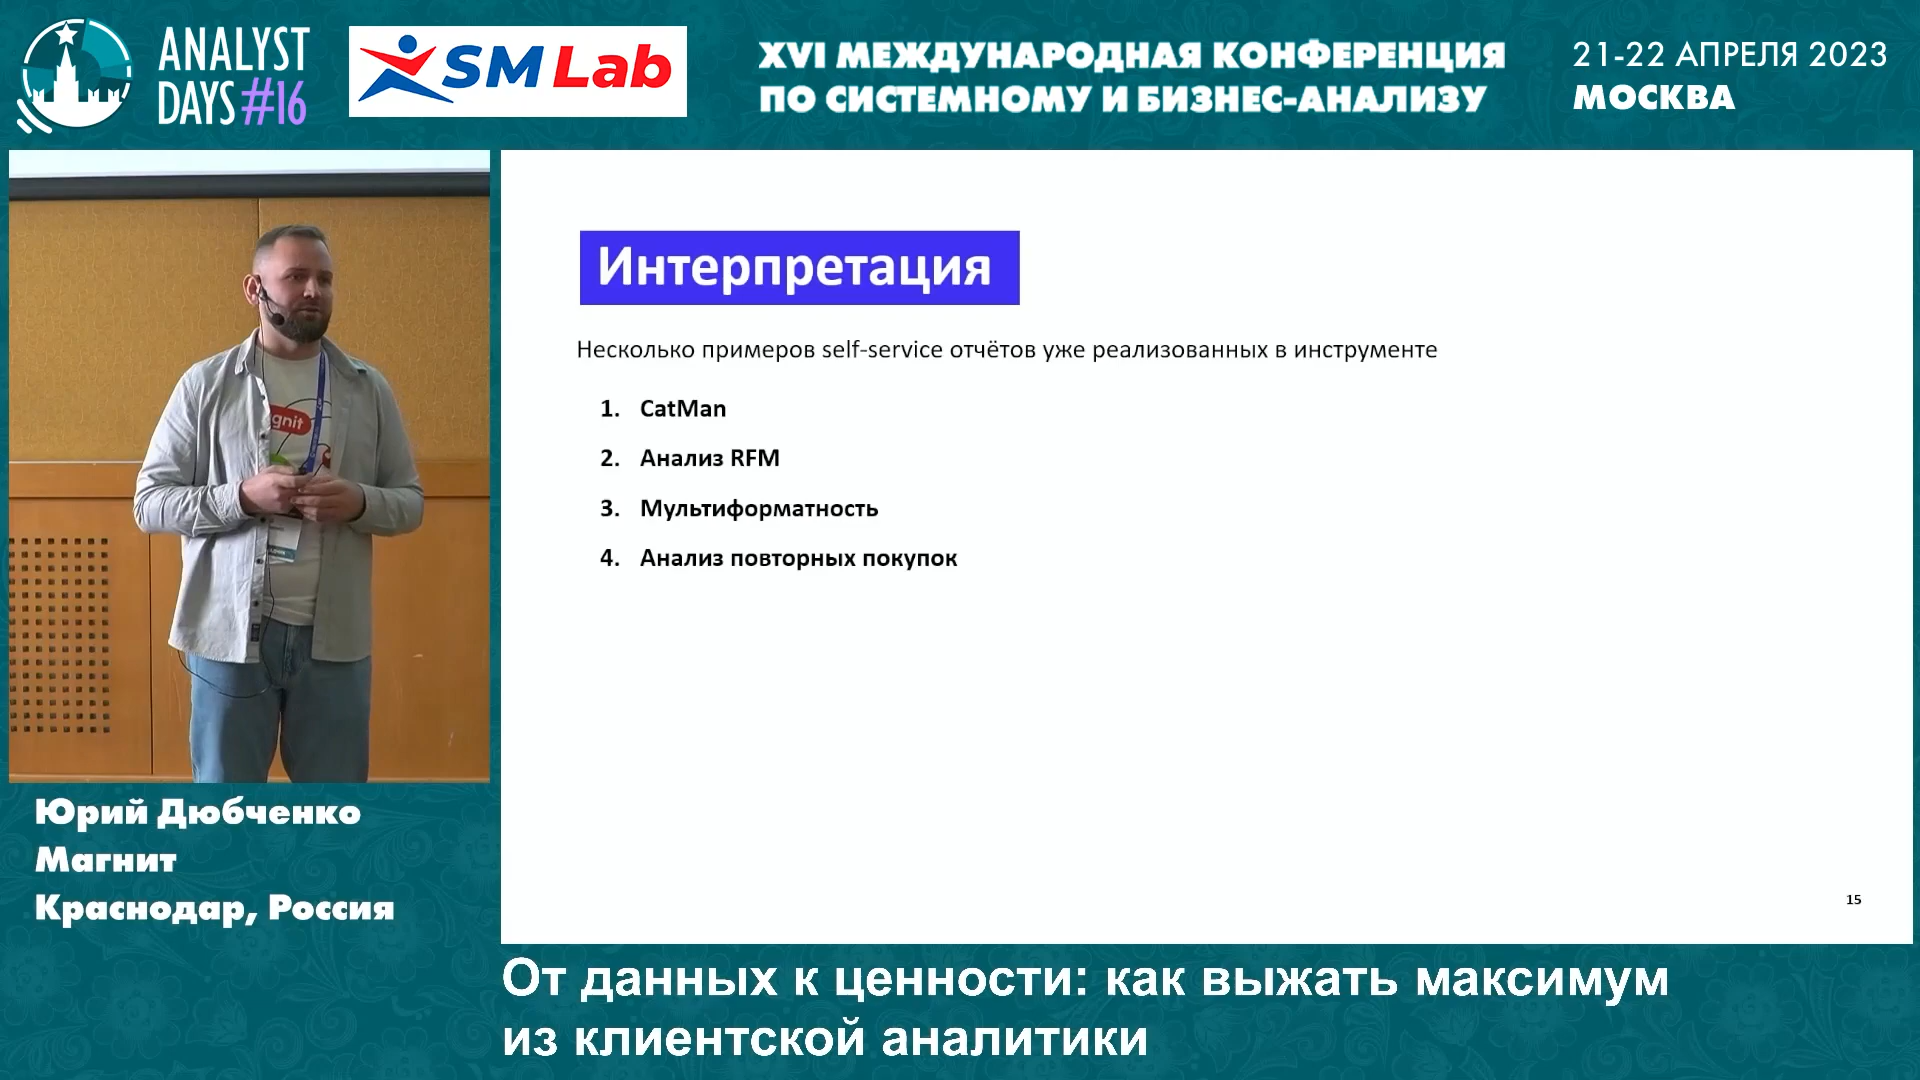 ANALYST
DAYS #16
SM Lab
XVI МЕЖДУНАРОДНАЯ КОНФЕРЕНЦИЯ
ПО СИСТЕМНОМУ И БИЗНЕС-АНАЛИЗУ
21-22 АПРЕЛЯ 2023
МОСКВА
gnit
Интерпретация
Несколько примеров self-service отчётов уже реализованных в инструменте
1. CatMan
2. Анализ RFM
3. Мультиформатность
4. Анализ повторных покупок
15
Юрий Дюбченко
Магнит
Краснодар, Россия
От данных к ценности: как выжать максимум
из клиентской аналитики